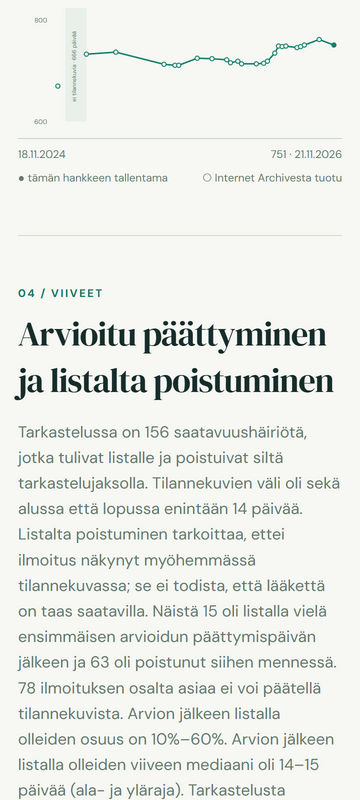 800
ei tilannekuvia · 666 päivää
600
18.11.2024
751 · 21.11.2026
● tämän hankkeen tallentama
○ Internet Archivesta tuotu
04 / VIIVEET
Arvioitu päättyminen
ja listalta poistuminen
Tarkastelussa on 156 saatavuushäiriötä,
jotka tulivat listalle ja poistuivat siltä
tarkastelujaksolla. Tilannekuvien väli oli sekä
alussa että lopussa enintään 14 päivää.
Listalta poistuminen tarkoittaa, ettei
ilmoitus näkynyt myöhemmässä
tilannekuvassa; se ei todista, että lääkettä
on taas saatavilla. Näistä 15 oli listalla vielä
ensimmäisen arvioidun päättymispäivän
jälkeen ja 63 oli poistunut siihen mennessä.
78 ilmoituksen osalta asiaa ei voi päätellä
tilannekuvista. Arvion jälkeen listalla
olleiden osuus on 10%–60%. Arvion jälkeen
listalla olleiden viiveen mediaani oli 14–15
päivää (ala- ja yläraja). Tarkastelusta